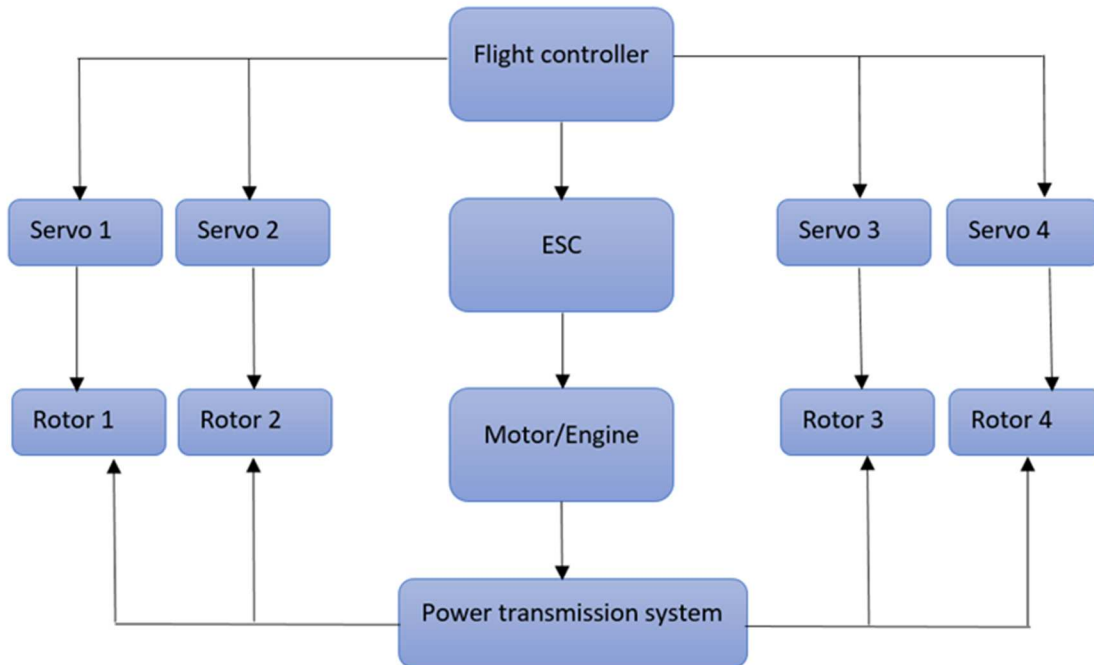 Flight controller
Servo 1
Servo 2
ESC
Servo 3
Servo 4
Rotor 1
Rotor 2
Motor/Engine
Rotor 3
Rotor 4
Power transmission system